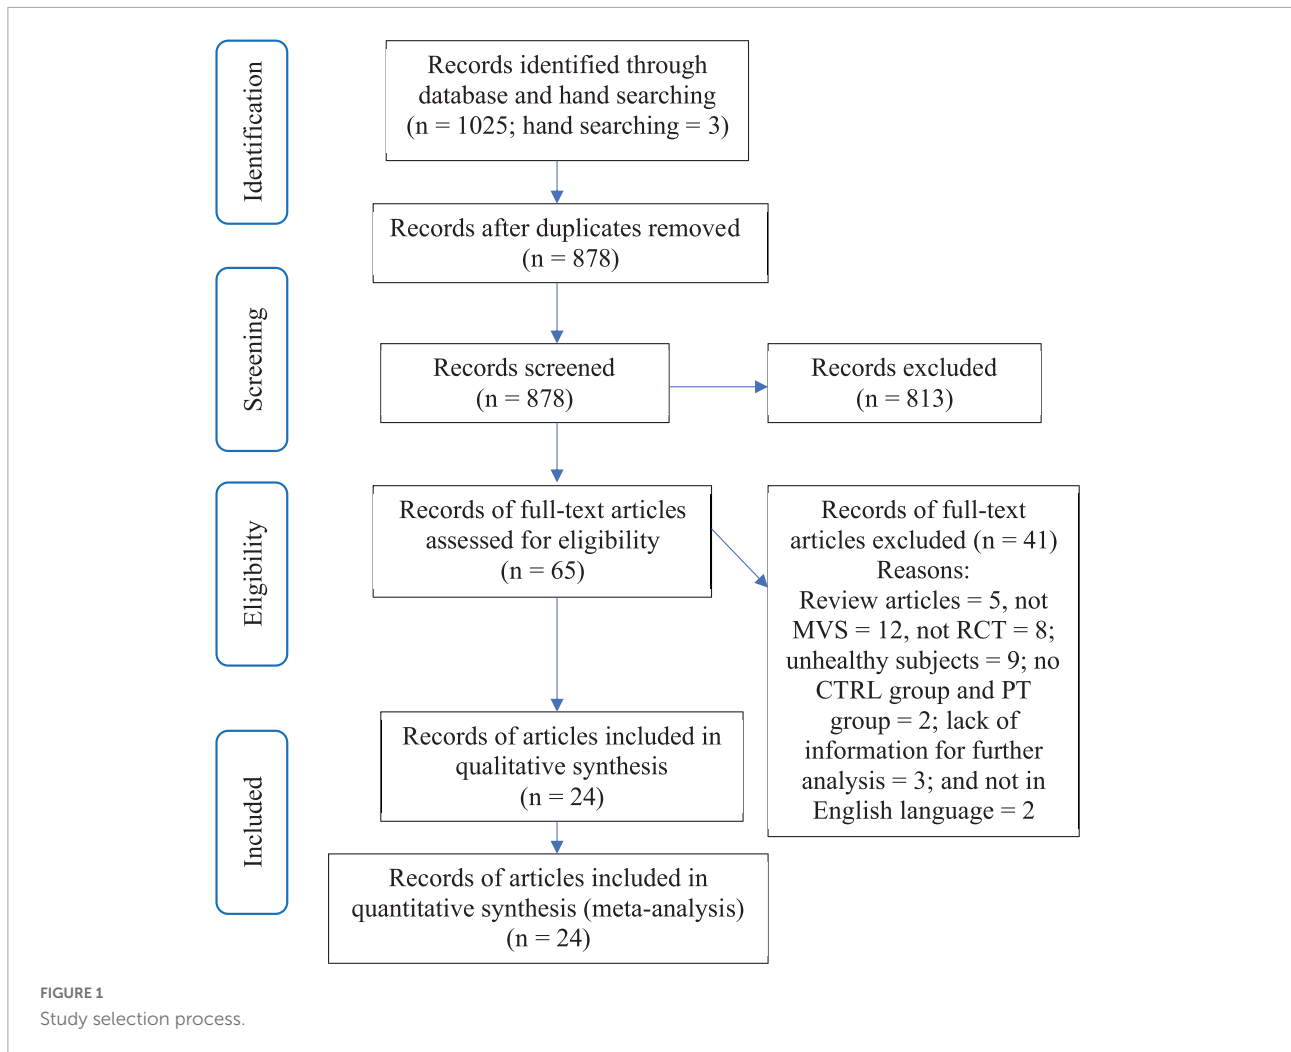 Identification
Records identified through
database and hand searching
(n = 1025; hand searching = 3)
Records after duplicates removed
(n = 878)
Screening
Records screened
(n = 878)
Records excluded
(n = 813)
Eligibility
Records of full-text articles
assessed for eligibility
(n = 65)
Records of full-text
articles excluded (n = 41)
Reasons:
Review articles = 5, not
MVS = 12, not RCT = 8;
unhealthy subjects = 9; no
CTRL group and PT
group = 2; lack of
information for further
analysis = 3; and not in
English language = 2
Included
Records of articles included in
qualitative synthesis
(n = 24)
Records of articles included in
quantitative synthesis (meta-analysis)
(n = 24)
FIGURE 1
Study selection process.